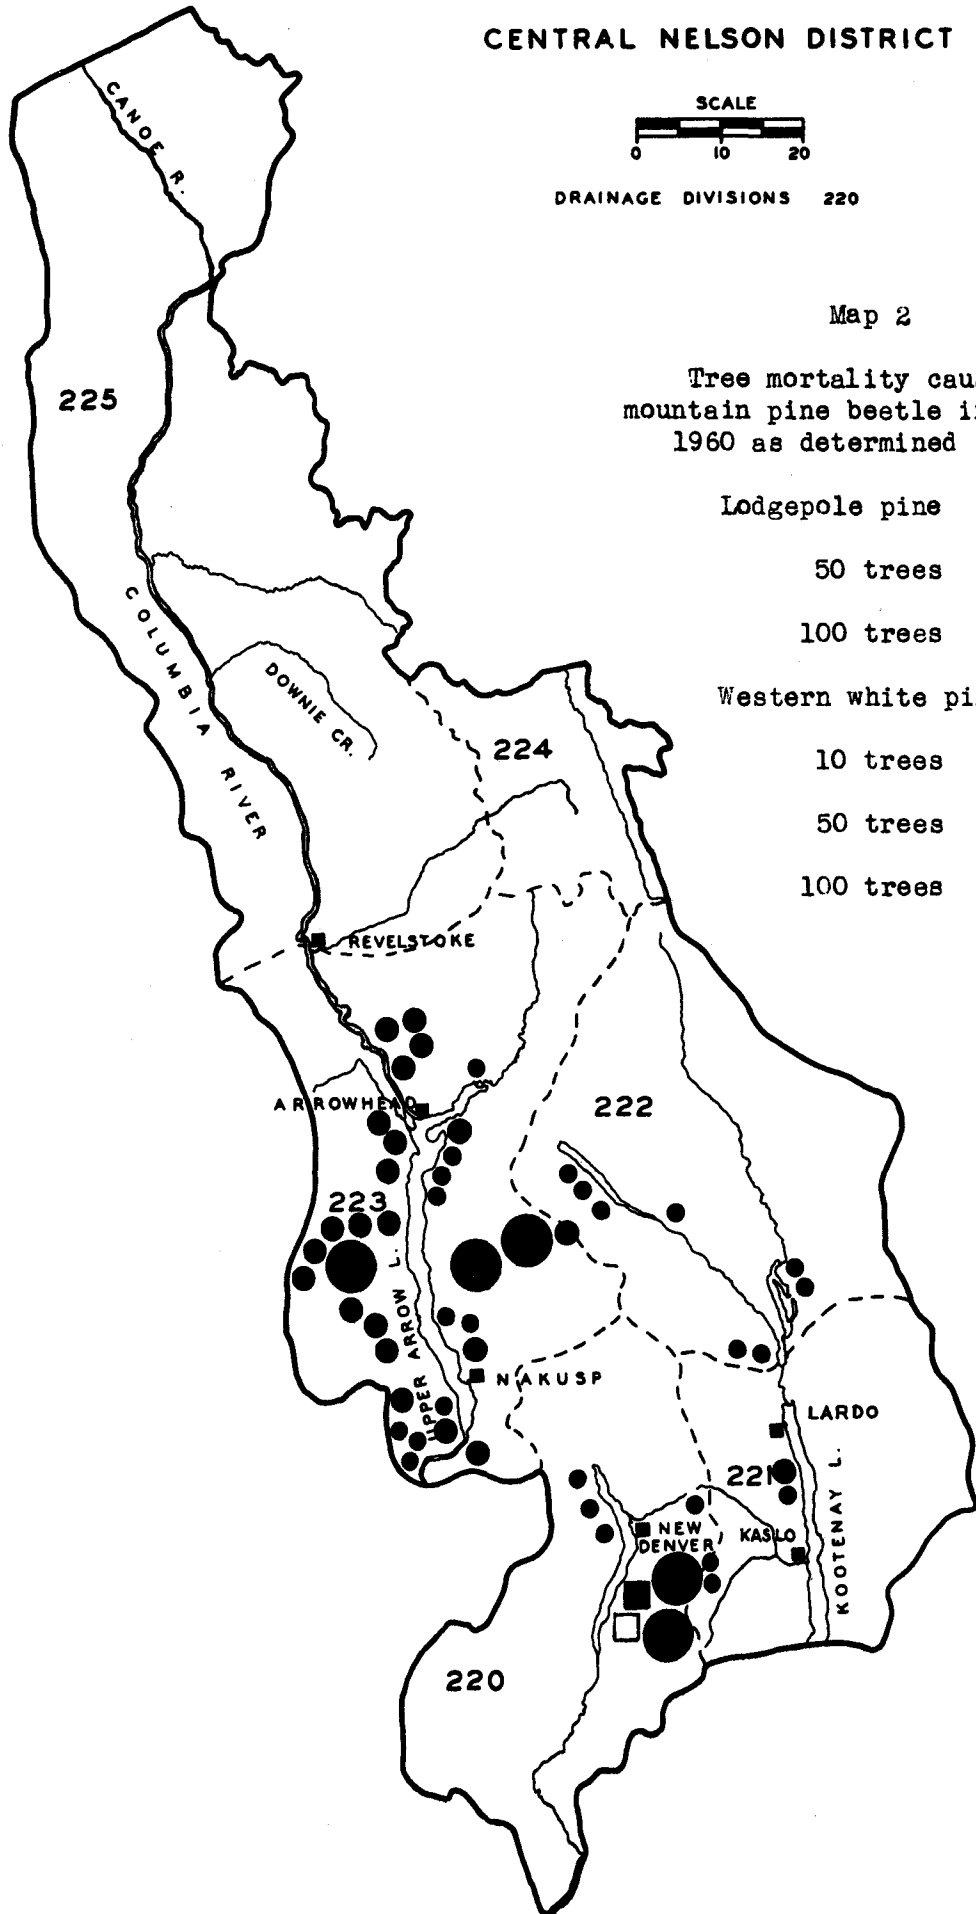 CENTRAL NELSON DISTRICT
SCALE
0 10 20
DRAINAGE DIVISIONS 220
Map 2
Tree mortality cau
mountain pine beetle i
1960 as determined
Lodgepole pine
50 trees
100 trees
Western white pi
10 trees
50 trees
100 trees
CANOE R.
225
COLUMBIA RIVER
DOWNIE CR.
224
REVELSTOKE
ARROWHEAD
222
223
UPPER ARROW L.
NAKUSP
LARDO
221
KOOTENAY L.
NEW
DENVER
KASLO
220